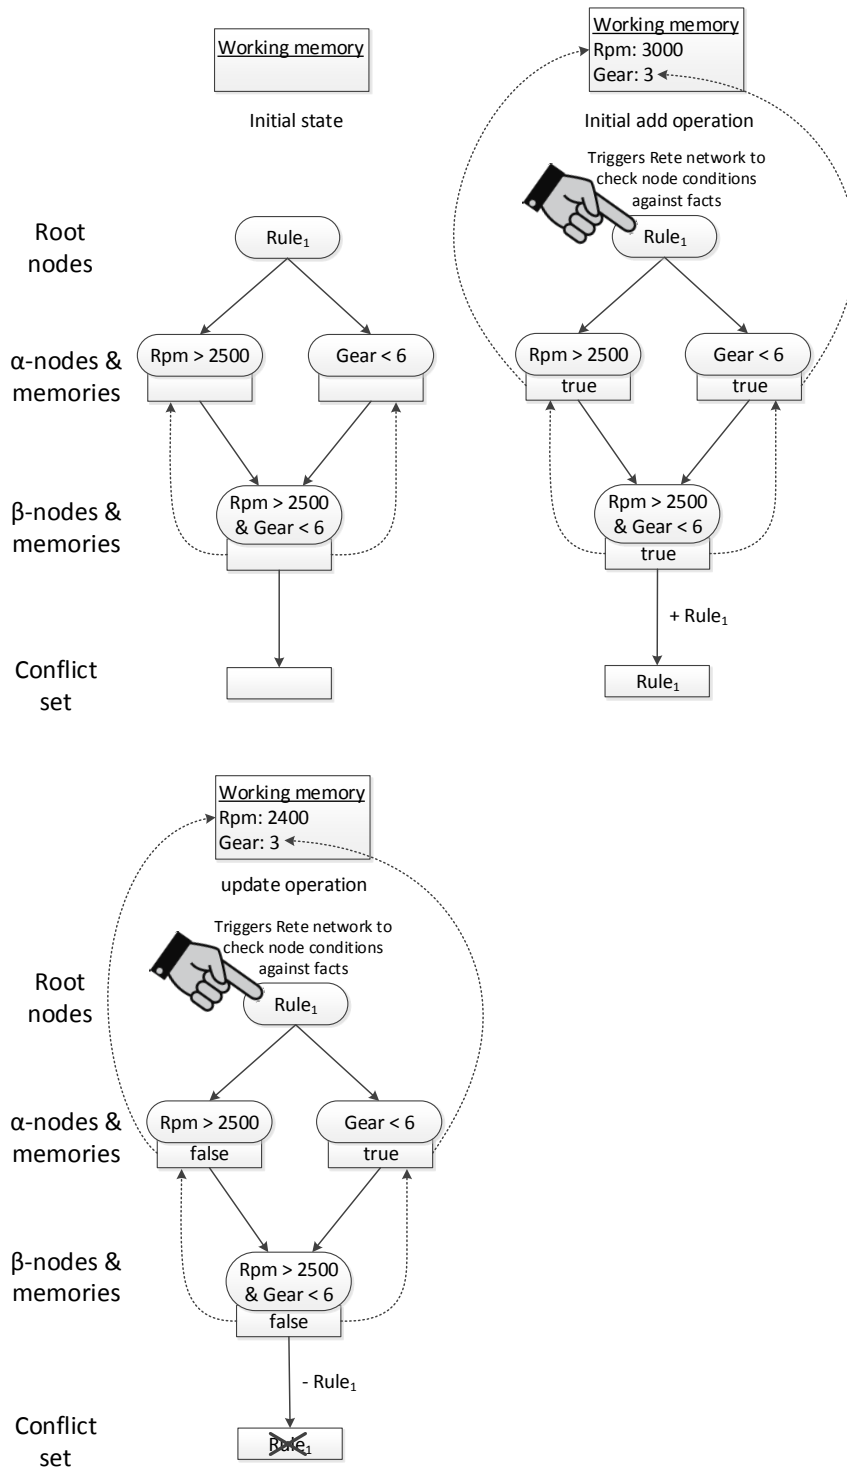 Working memory
Initial state
Root
nodes
Rule₁
α-nodes &
memories
Rpm > 2500
Gear < 6
β-nodes &
memories
Rpm > 2500
& Gear < 6
Conflict
set
Working memory
Rpm: 3000
Gear: 3
Initial add operation
Triggers Rete network to
check node conditions
against facts
Rule₁
Rpm > 2500
true
Gear < 6
true
Rpm > 2500
& Gear < 6
true
+ Rule₁
Rule₁
Working memory
Rpm: 2400
Gear: 3
update operation
Triggers Rete network to
check node conditions
against facts
Root
nodes
Rule₁
α-nodes &
memories
Rpm > 2500
false
Gear < 6
true
β-nodes &
memories
Rpm > 2500
& Gear < 6
false
- Rule₁
Conflict
set
Rule₁